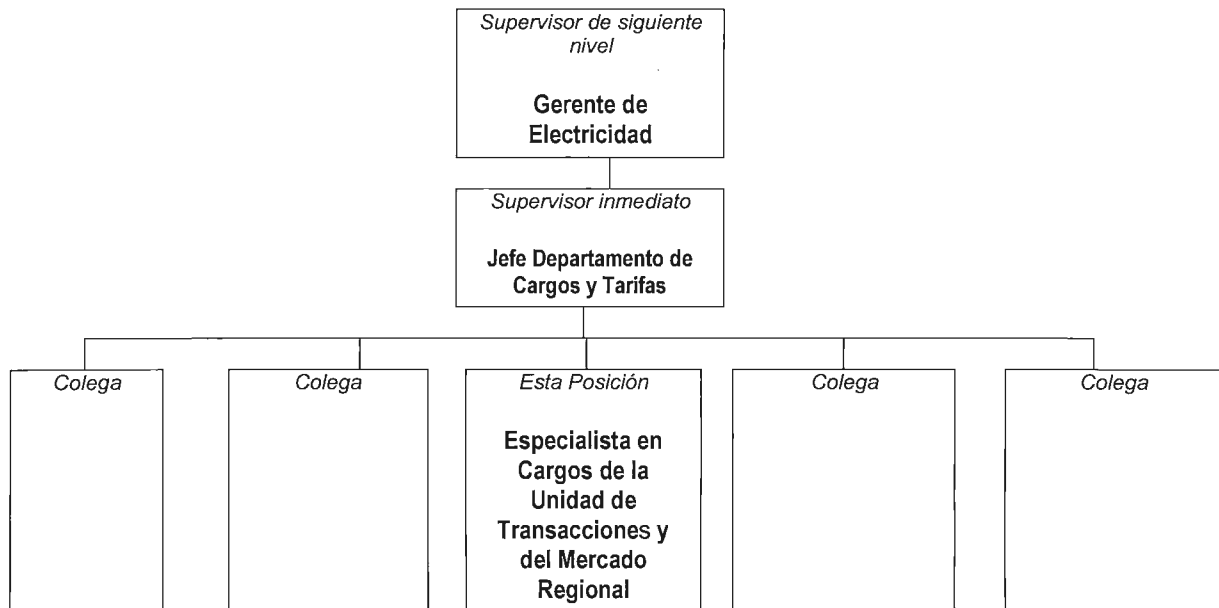 Supervisor de siguiente
nivel
Gerente de
Electricidad
Supervisor inmediato
Jefe Departamento de
Cargos y Tarifas
Colega
Colega
Esta Posición
Colega
Colega
Especialista en
Cargos de la
Unidad de
Transacciones y
del Mercado
Regional